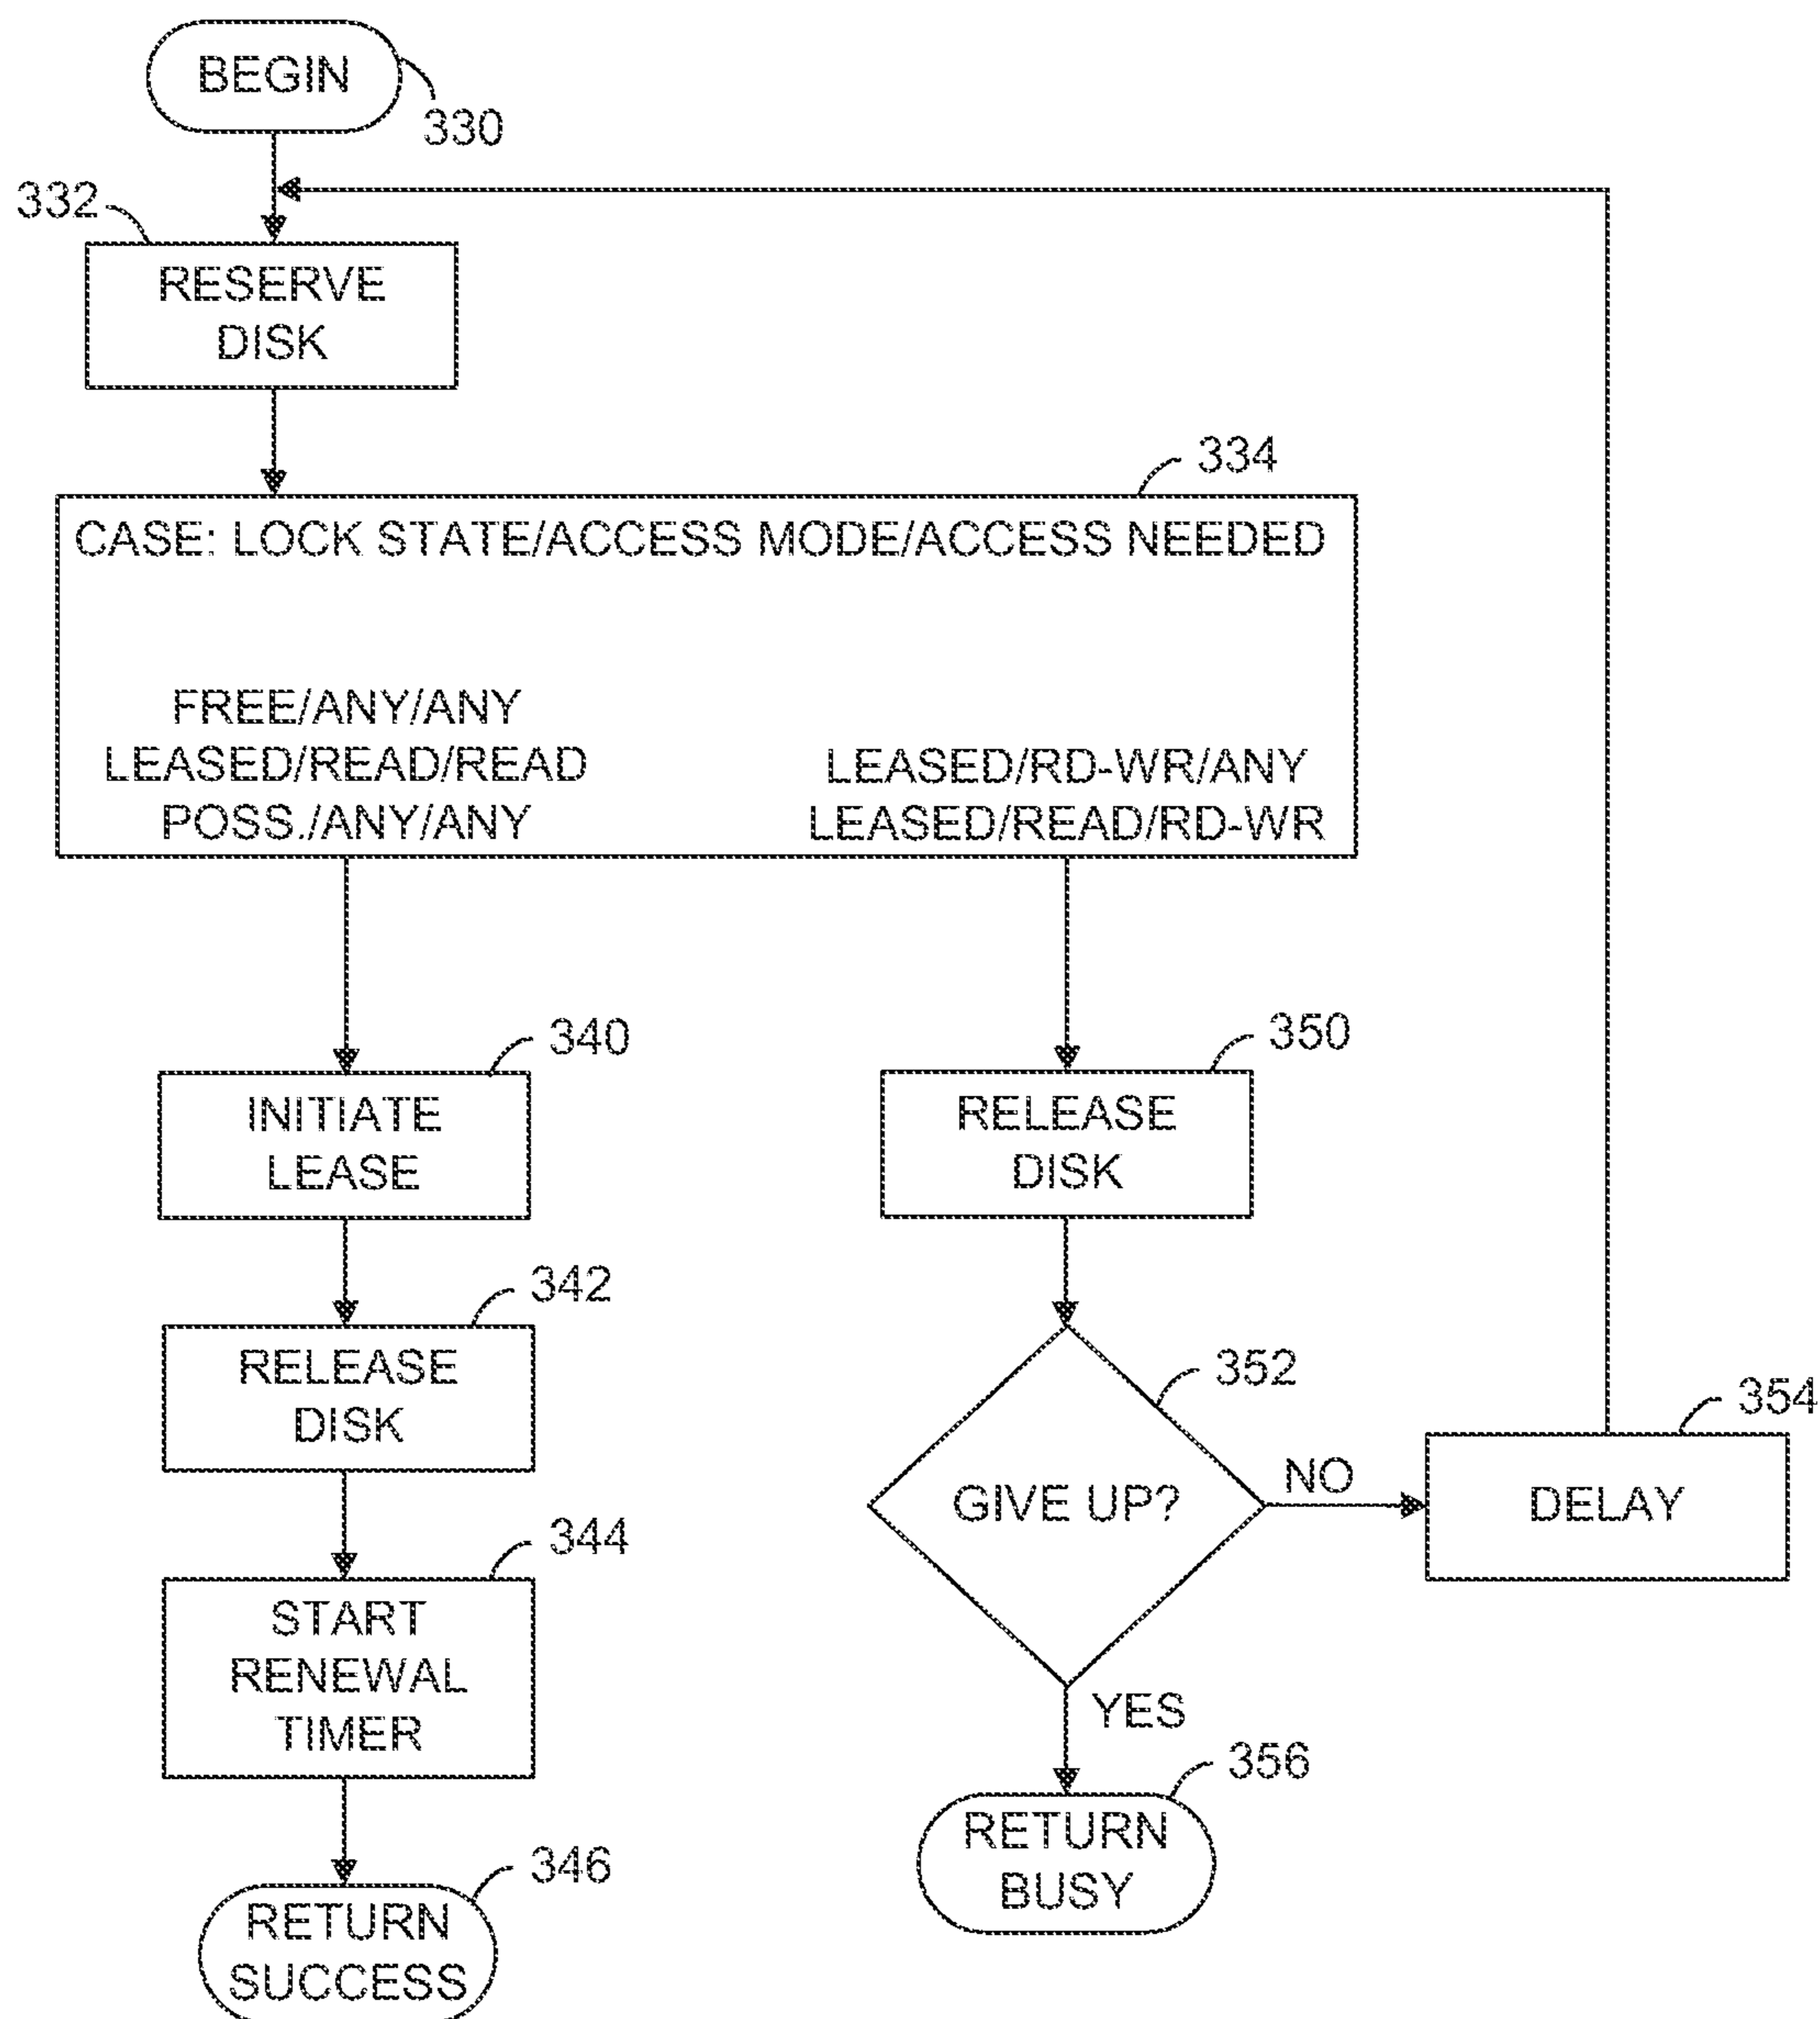 BEGIN
330
332
RESERVE
DISK
334
CASE: LOCK STATE/ACCESS MODE/ACCESS NEEDED
FREE/ANY/ANY
LEASED/READ/READ
POSS./ANY/ANY
LEASED/RD-WR/ANY
LEASED/READ/RD-WR
340
INITIATE
LEASE
342
RELEASE
DISK
344
START
RENEWAL
TIMER
346
RETURN
SUCCESS
350
RELEASE
DISK
352
GIVE UP?
NO
354
DELAY
YES
356
RETURN
BUSY